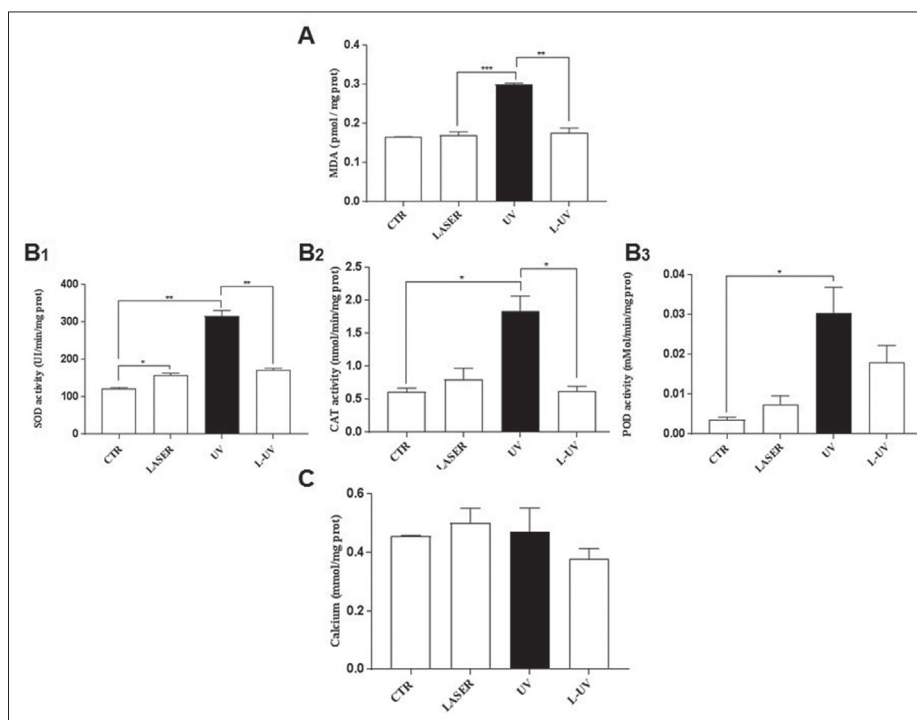 A
MDA (pmol / mg prot)
0.4
0.3
0.2
0.1
0.0
***
**
CTR
LASER
UV
L-UV
B1
SOD activity (UI/min/mg prot)
400
300
200
100
0
**
**
*
CTR
LASER
UV
L-UV
B2
CAT activity (nmol/min/mg prot)
2.5
2.0
1.5
1.0
0.5
0.0
*
*
CTR
LASER
UV
L-UV
B3
POD activity (mMol/min/mg prot)
0.04
0.03
0.02
0.01
0.00
*
CTR
LASER
UV
L-UV
C
Calcium (mmol/mg prot)
0.6
0.4
0.2
0.0
CTR
LASER
UV
L-UV